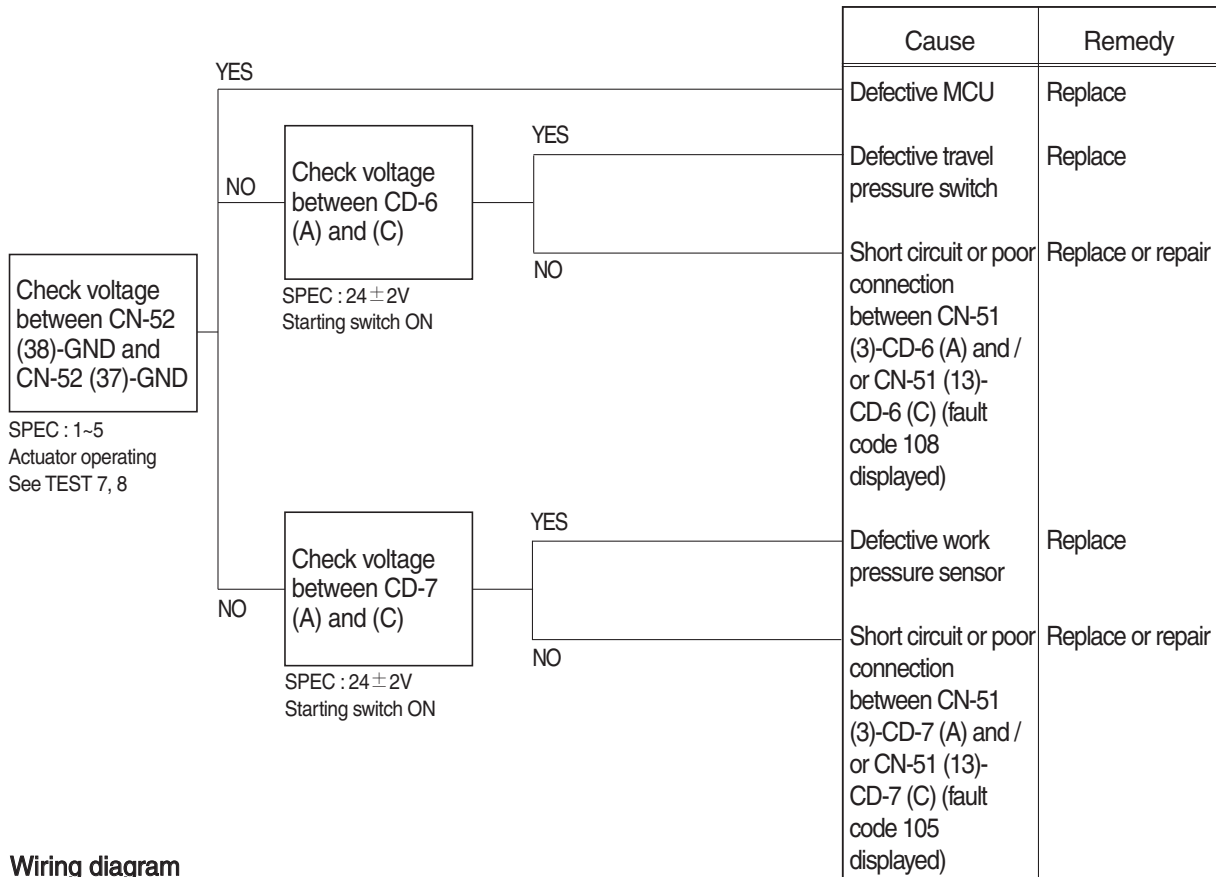 Cause
Remedy
YES
Defective MCU
Replace
Check voltage
between CD-6
(A) and (C)
YES
Defective travel
pressure switch
Replace
NO
NO
Short circuit or poor
connection
between CN-51
(3)-CD-6 (A) and /
or CN-51 (13)-
CD-6 (C) (fault
code 108
displayed)
Replace or repair
SPEC : 24±2V
Starting switch ON
Check voltage
between CN-52
(38)-GND and
CN-52 (37)-GND
SPEC : 1~5
Actuator operating
See TEST 7, 8
Check voltage
between CD-7
(A) and (C)
YES
Defective work
pressure sensor
Replace
NO
NO
Short circuit or poor
connection
between CN-51
(3)-CD-7 (A) and /
or CN-51 (13)-
CD-7 (C) (fault
code 105
displayed)
Replace or repair
SPEC : 24±2V
Starting switch ON
Wiring diagram